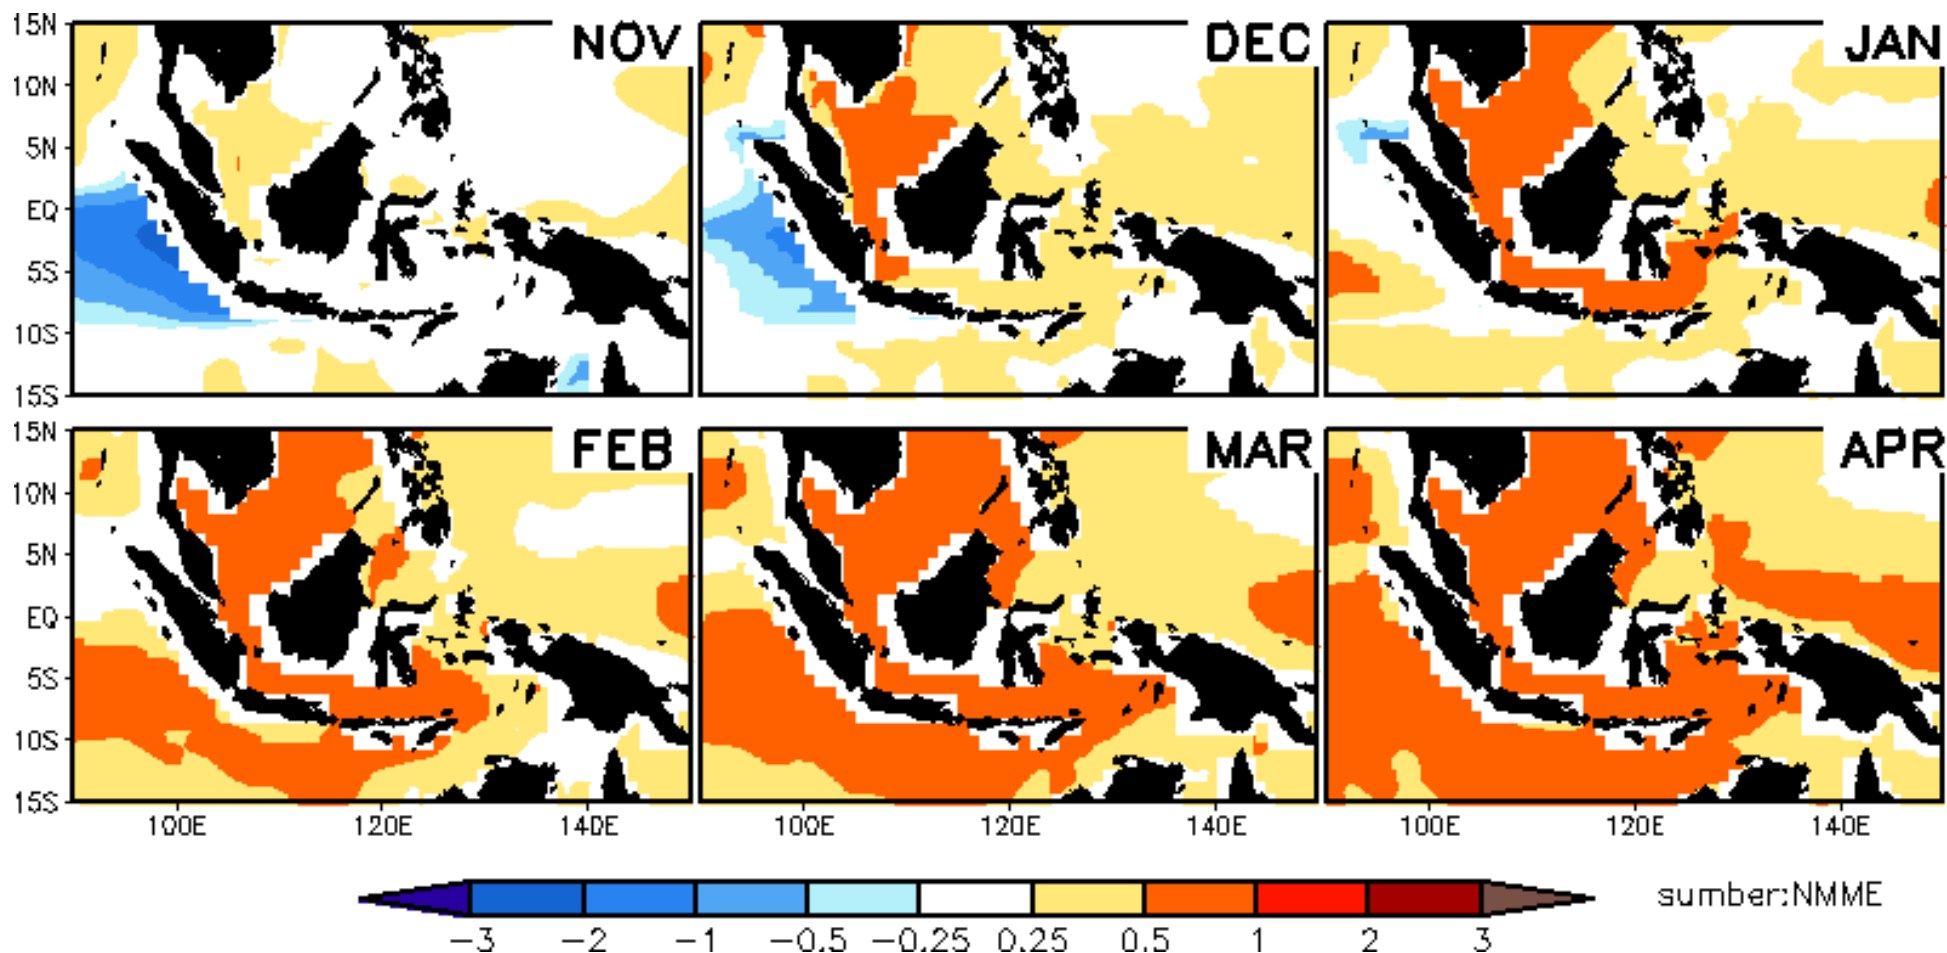 NOV DEC JAN
15N
10N
5N
EQ
5S
10S
15S
FEB MAR APR
15N
10N
5N
EQ
5S
10S
15S
100E 120E 140E 100E 120E 140E 100E 120E 140E
-3 -2 -1 -0.5 -0.25 0.25 0.5 1 2 3
sumber:NMME